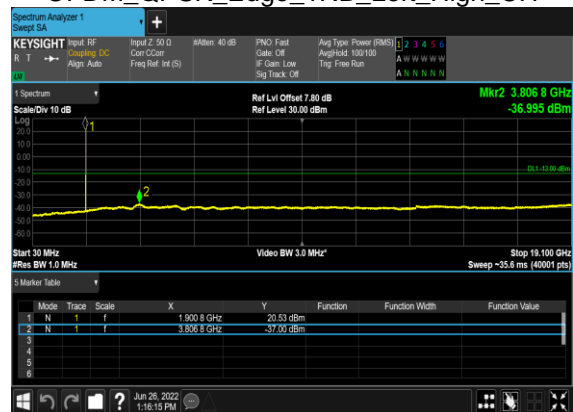 Spectrum Analyzer 1
Swept SA
+
KEYSIGHT Input: RF Input Z: 50 Ω #Atten: 40 dB PNO: Fast Avg Type: Power (RMS) 1 2 3 4 5 6
R T Coupling: DC Corr CCorr Gate: Off Avg|Hold: 100/100 A W W W W W
Align: Auto Freq Ref: Int (S) IF Gain: Low Trig: Free Run
LU Sig Track: Off A N N N N N
1 Spectrum Ref Lvl Offset 7.80 dB Mkr2 3.806 8 GHz
Scale/Div 10 dB Ref Level 30.00 dBm -36.995 dBm
Log
20.0
10.0
0.00
-10.0
-20.0
-30.0
-40.0
-50.0
-60.0
1
DL1 -13.00 dBm
2
Start 30 MHz Video BW 3.0 MHz* Stop 19.100 GHz
#Res BW 1.0 MHz Sweep ~35.6 ms (40001 pts)
5 Marker Table
Mode Trace Scale X Y Function Function Width Function Value
1 N 1 f 1.900 8 GHz 20.53 dBm
2 N 1 f 3.806 8 GHz -37.00 dBm
3
4
5
6
? Jun 26, 2022
1:16:15 PM